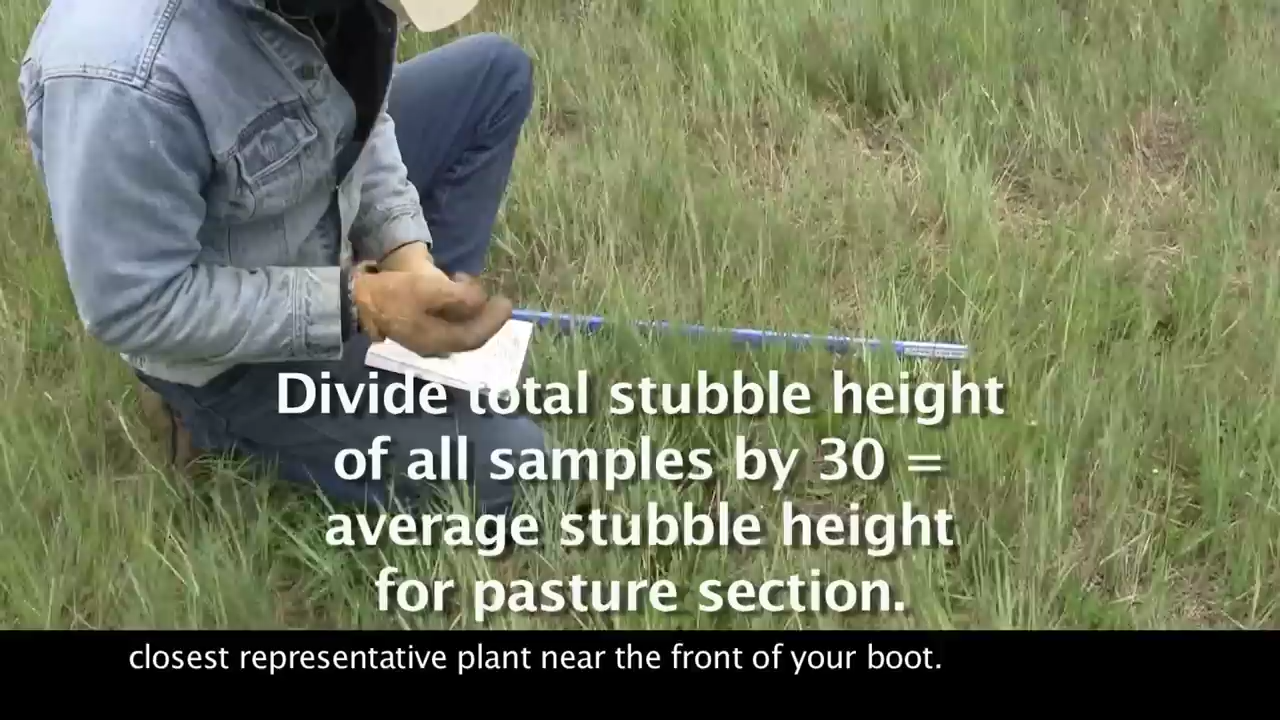 Divide total stubble height
of all samples by 30 =
average stubble height
for pasture section.
closest representative plant near the front of your boot.